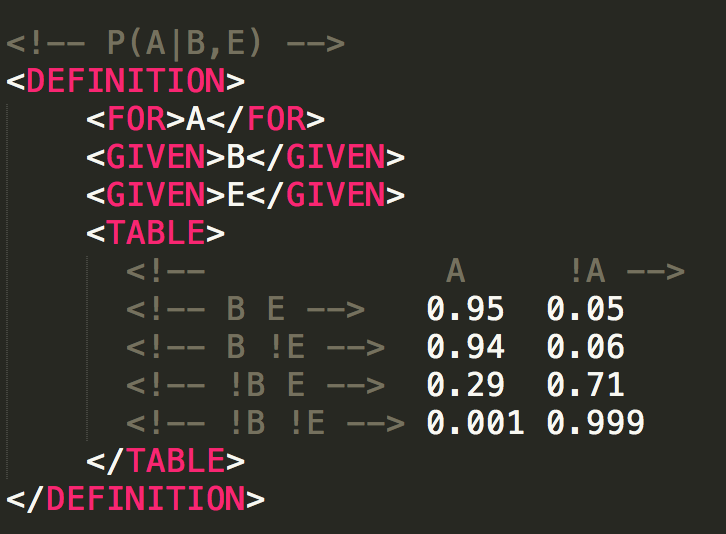 <!-- P(A|B,E) -->
<DEFINITION>
    <FOR>A</FOR>
    <GIVEN>B</GIVEN>
    <GIVEN>E</GIVEN>
    <TABLE>
      <!--            A     !A -->
      <!-- B E -->   0.95  0.05
      <!-- B !E -->  0.94  0.06
      <!-- !B E -->  0.29  0.71
      <!-- !B !E --> 0.001 0.999
    </TABLE>
</DEFINITION>